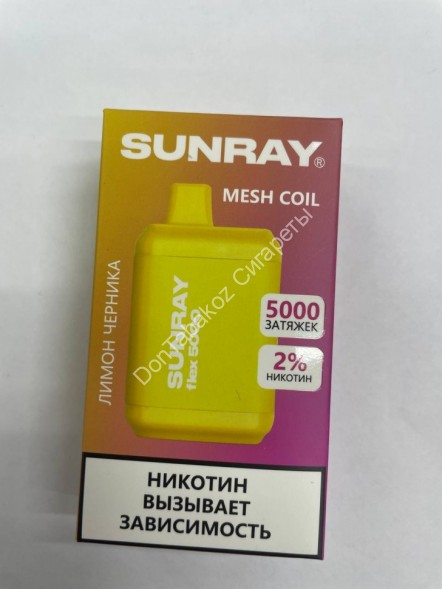 SUNRAY®
MESH COIL
ЛИМОН ЧЕРНИКА
SUNRAY
flex 5000
5000
ЗАТЯЖЕК
2%
НИКОТИН
DonTabakoz Сигареты
НИКОТИН
ВЫЗЫВАЕТ
ЗАВИСИМОСТЬ